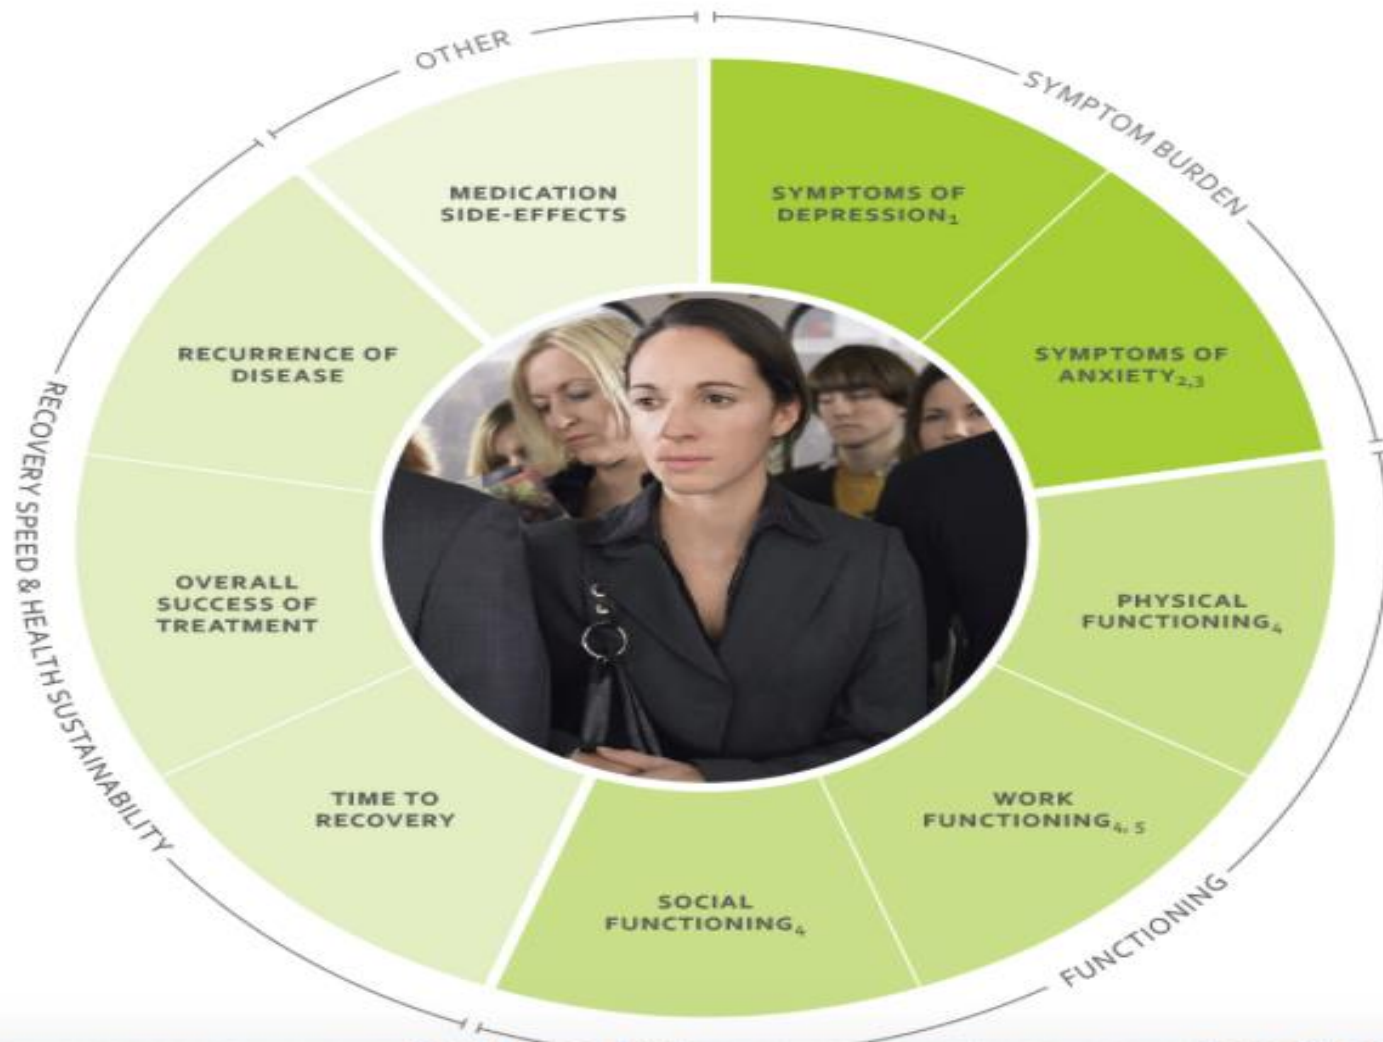 OTHER
SYMPTOM BURDEN
MEDICATION
SIDE-EFFECTS
SYMPTOMS OF
DEPRESSION₁
RECURRENCE OF
DISEASE
SYMPTOMS OF
ANXIETY₂,₃
OVERALL
SUCCESS OF
TREATMENT
PHYSICAL
FUNCTIONING₄
TIME TO
RECOVERY
WORK
FUNCTIONING₄, ₅
SOCIAL
FUNCTIONING₄
RECOVERY SPEED & HEALTH SUSTAINABILITY
FUNCTIONING